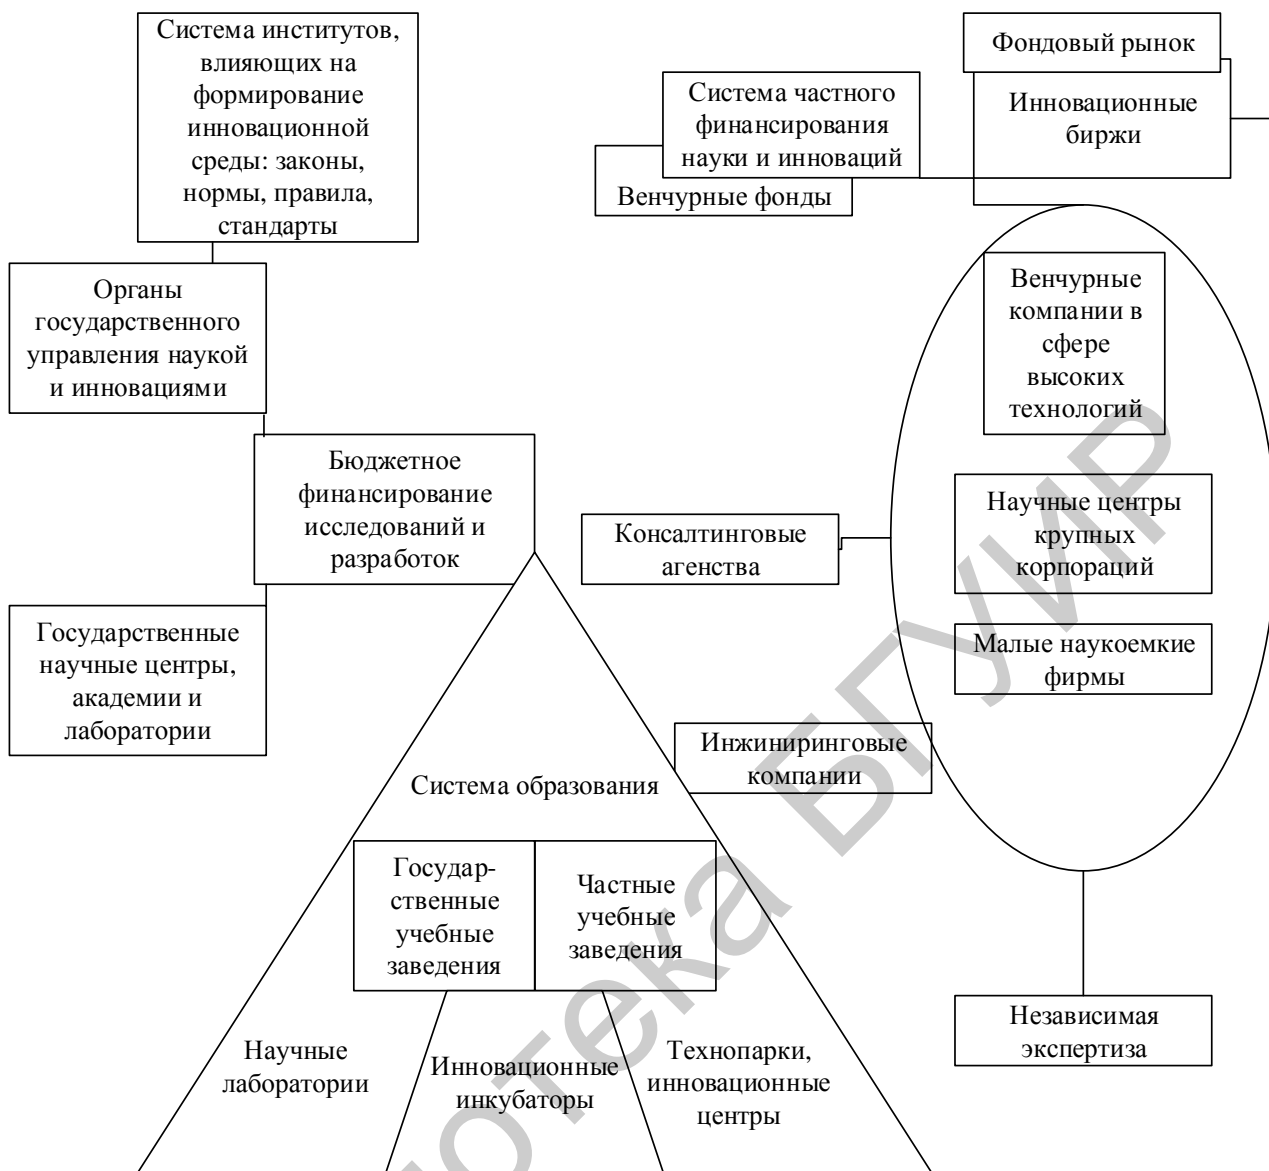 Система институтов,
влияющих на
формирование
инновационной
среды: законы,
нормы, правила,
стандарты
Фондовый рынок
Инновационные
биржи
Система частного
финансирования
науки и инноваций
Венчурные фонды
Органы
государственного
управления наукой
и инновациями
Венчурные
компании в
сфере
высоких
технологий
Бюджетное
финансирование
исследований и
разработок
Научные центры
крупных
корпораций
Консалтинговые
агенства
Государственные
научные центры,
академии и
лаборатории
Малые наукоемкие
фирмы
Инжиниринговые
компании
Система образования
Государ-
ственные
учебные
заведения
Частные
учебные
заведения
Независимая
экспертиза
Научные
лаборатории
Инновационные
инкубаторы
Технопарки,
инновационные
центры
отека БГУИР